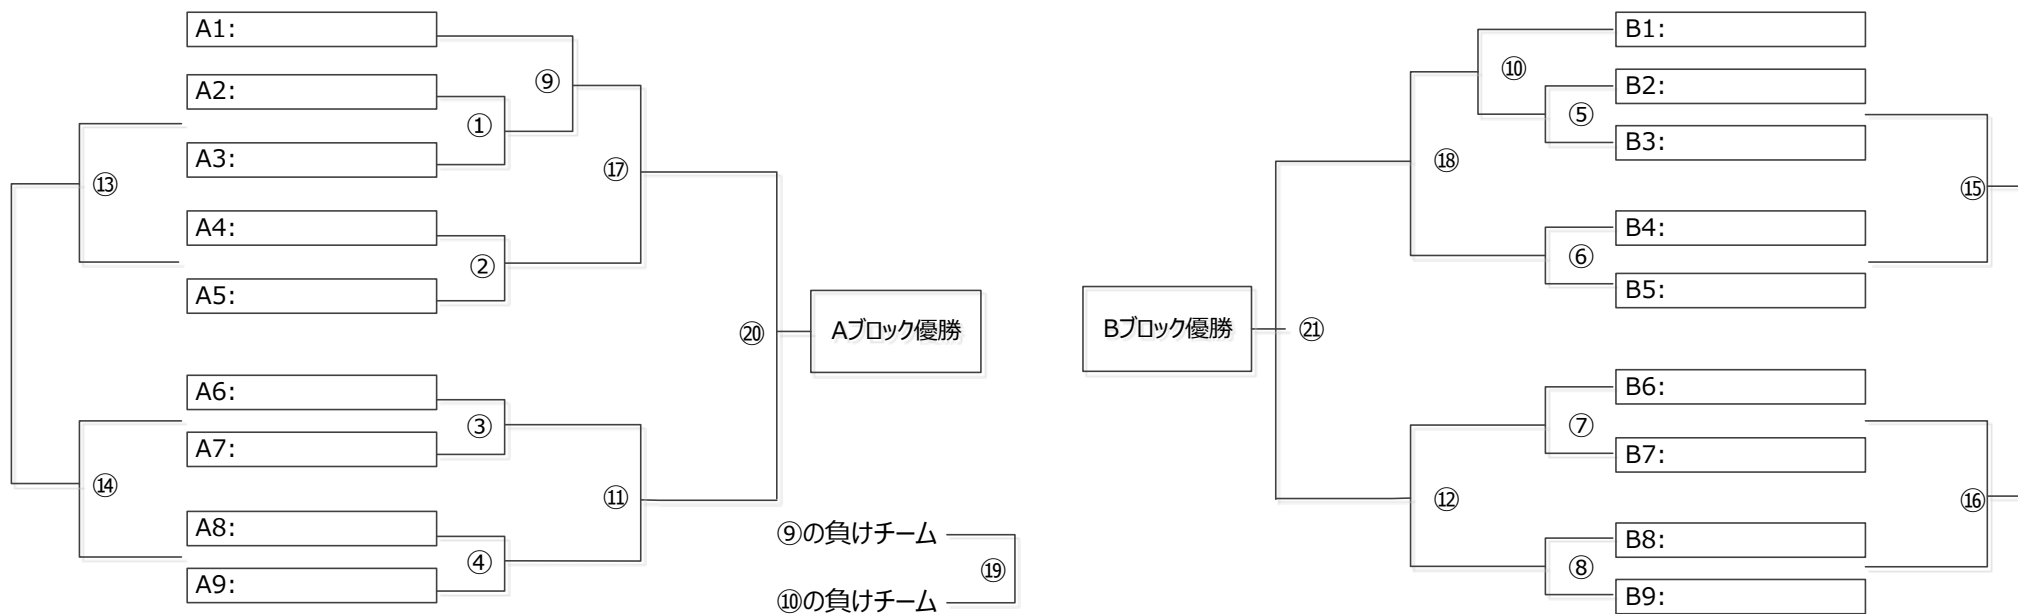 A1:
⑨
A2:
①
A3:
⑬
⑰
A4:
②
A5:
⑳
Aブロック優勝
A6:
③
A7:
⑭
⑪
A8:
④
A9:
⑨の負けチーム
⑲
⑩の負けチーム
B1:
⑩
B2:
⑤
B3:
⑱
⑮
B4:
⑥
B5:
Bブロック優勝
㉑
B6:
⑦
B7:
⑫
⑯
B8:
⑧
B9: